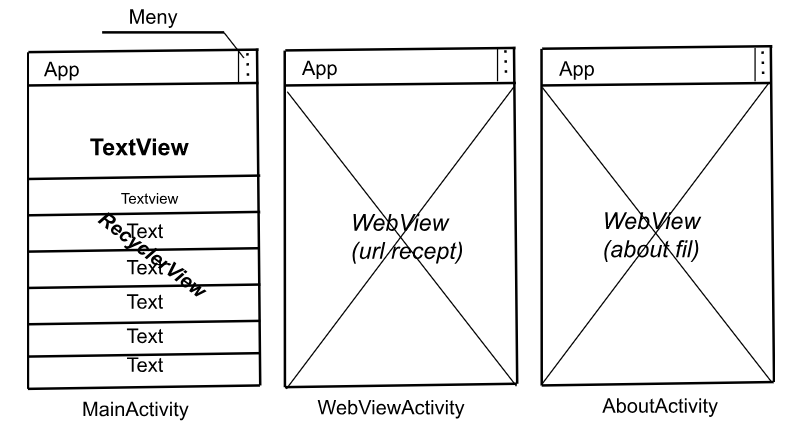 Meny
App
TextView
Textview
RecyclerView
Text
Text
Text
Text
Text
MainActivity
App
WebView
(url recept)
WebViewActivity
App
WebView
(about fil)
AboutActivity